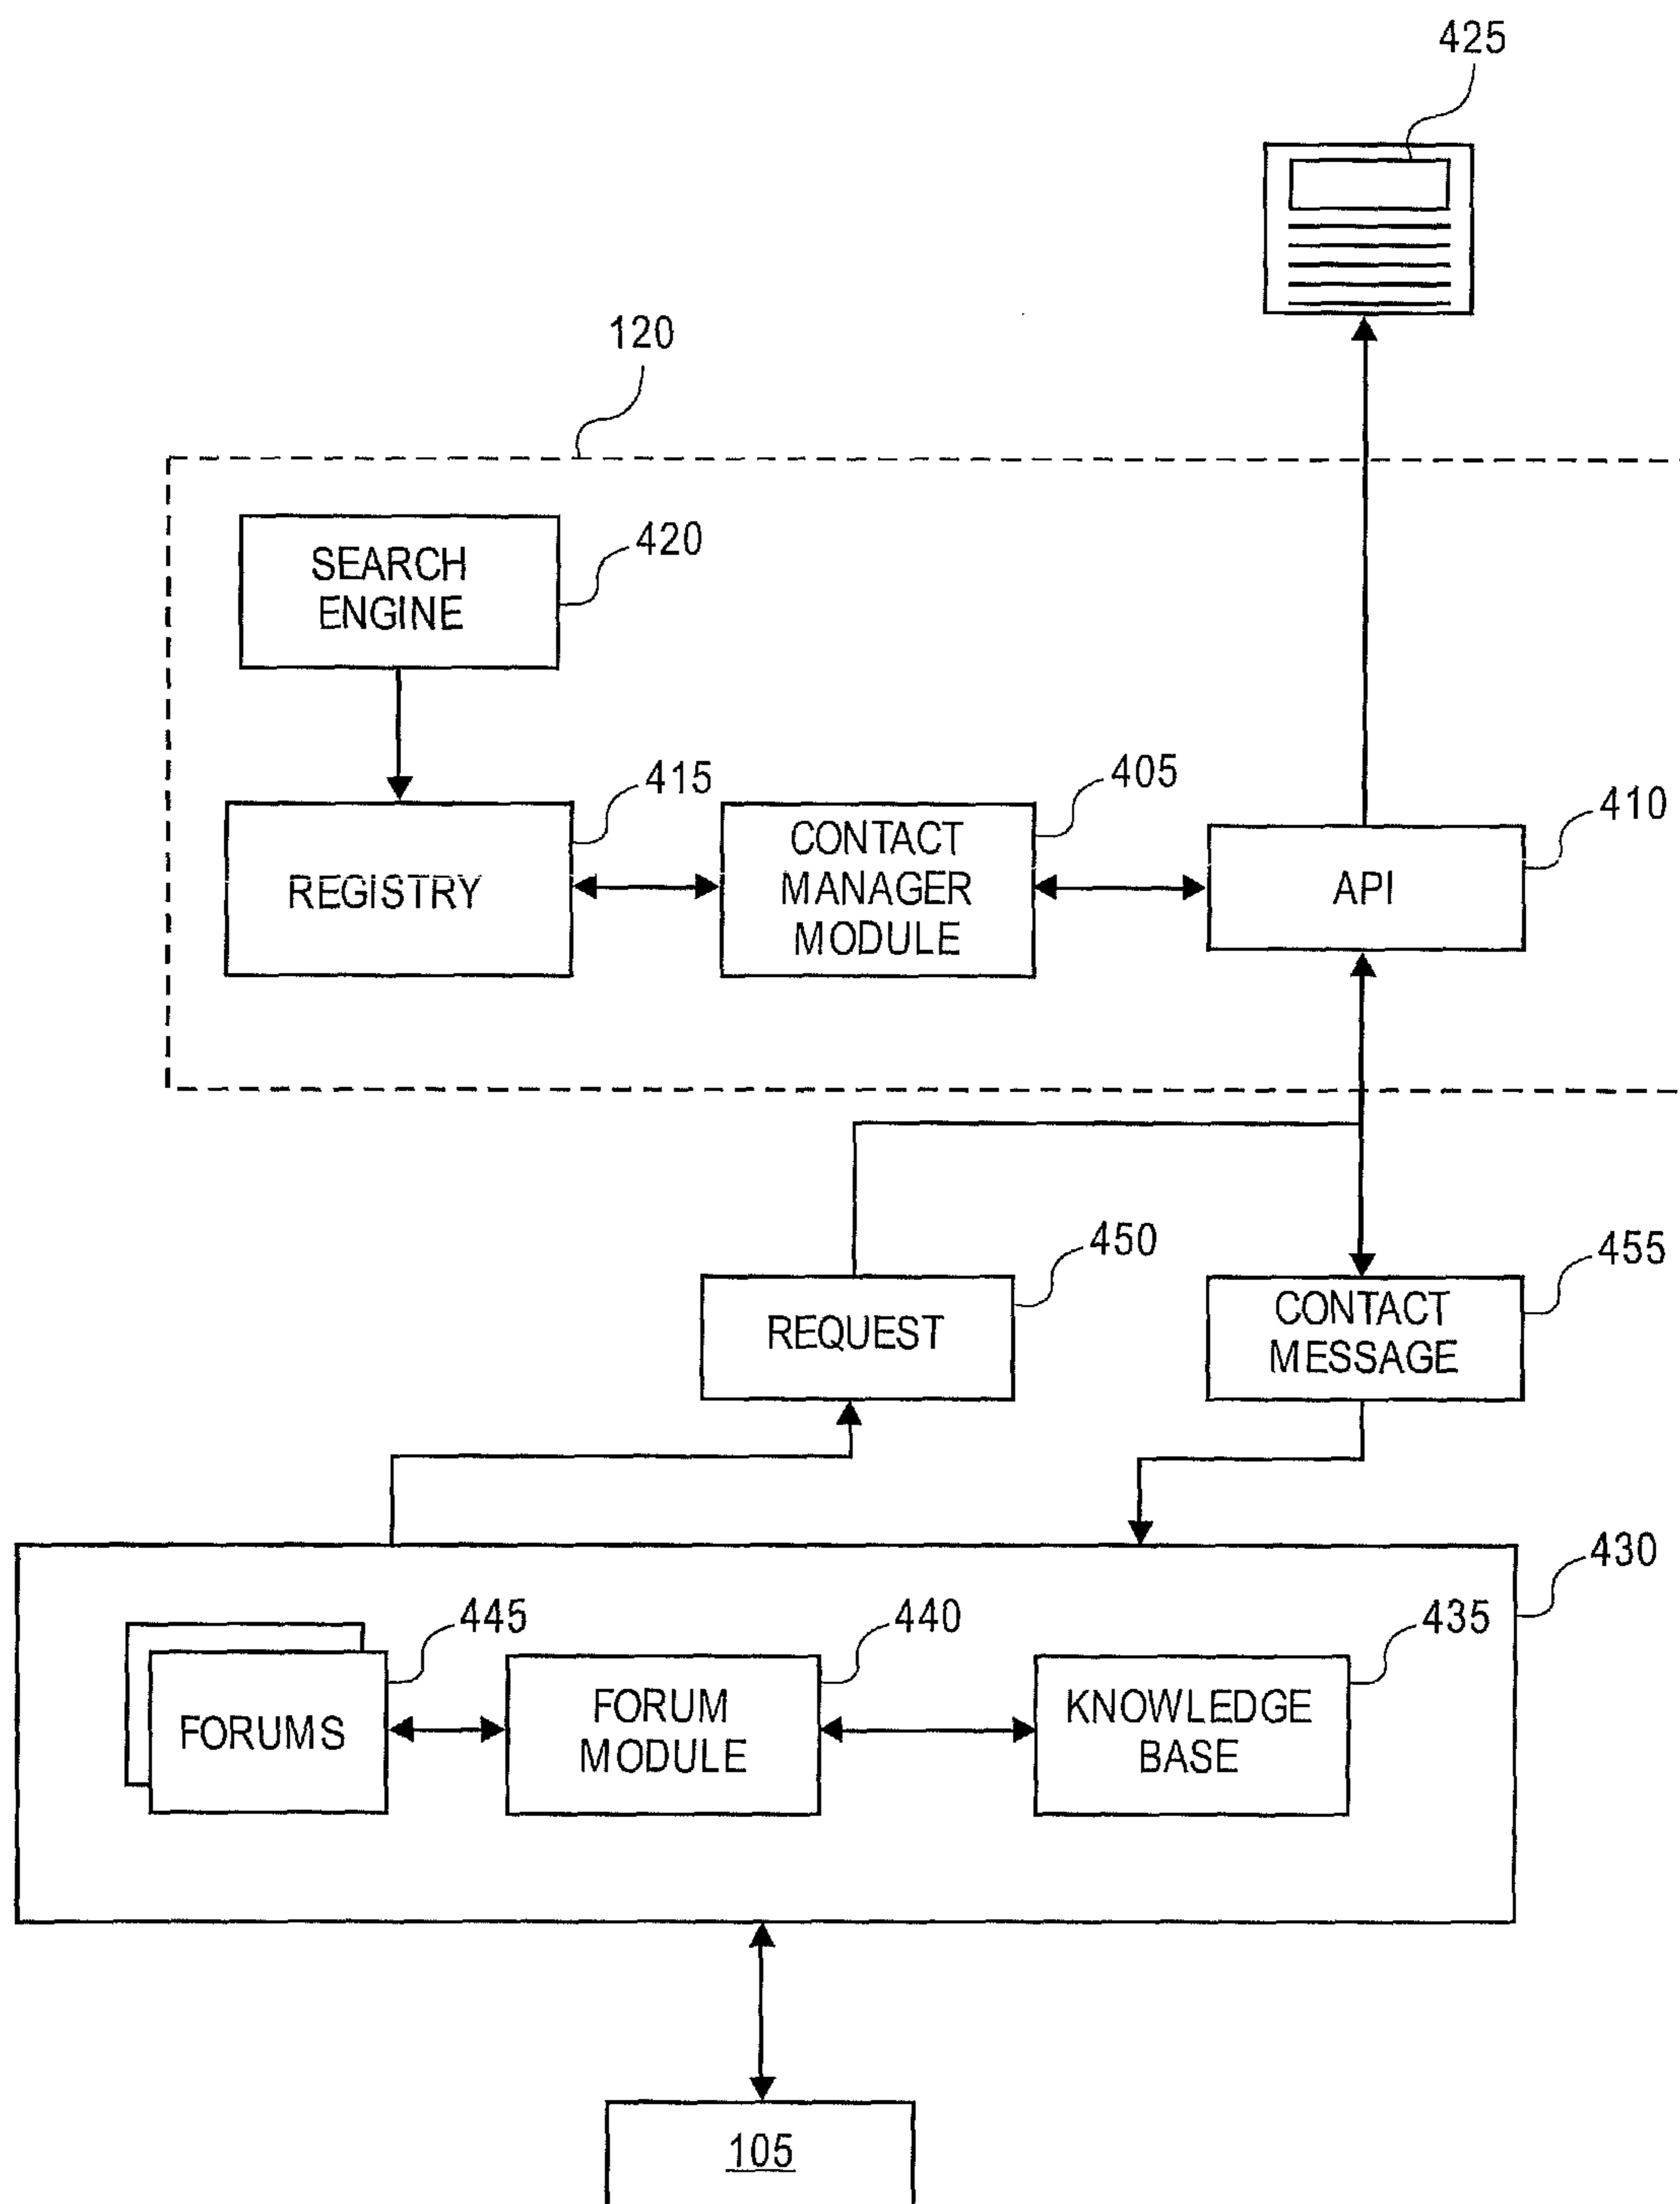 425
120
SEARCH
ENGINE
420
REGISTRY
415
CONTACT
MANAGER
MODULE
405
API
410
REQUEST
450
CONTACT
MESSAGE
455
430
FORUMS
445
FORUM
MODULE
440
KNOWLEDGE
BASE
435
105